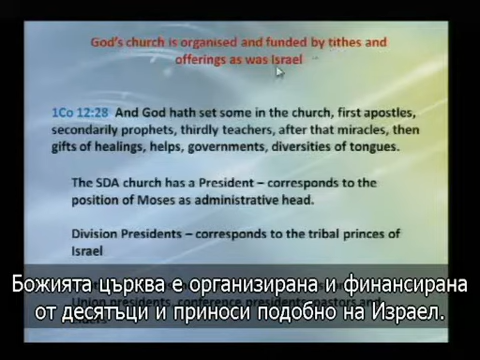 God's church is organised and funded by tithes and
offerings as was Israel
1Co 12:28 And God hath set some in the church, first apostles,
secondarily prophets, thirdly teachers, after that miracles, then
gifts of healings, helps, governments, diversities of tongues.
The SDA church has a President – corresponds to the
position of Moses as administrative head.
Division Presidents – corresponds to the tribal princes of
Israel
Божията църква е организирана и финансирана
Union presidents, conference presidents, pastors and
от десятъци и приноси подобно на Израел.